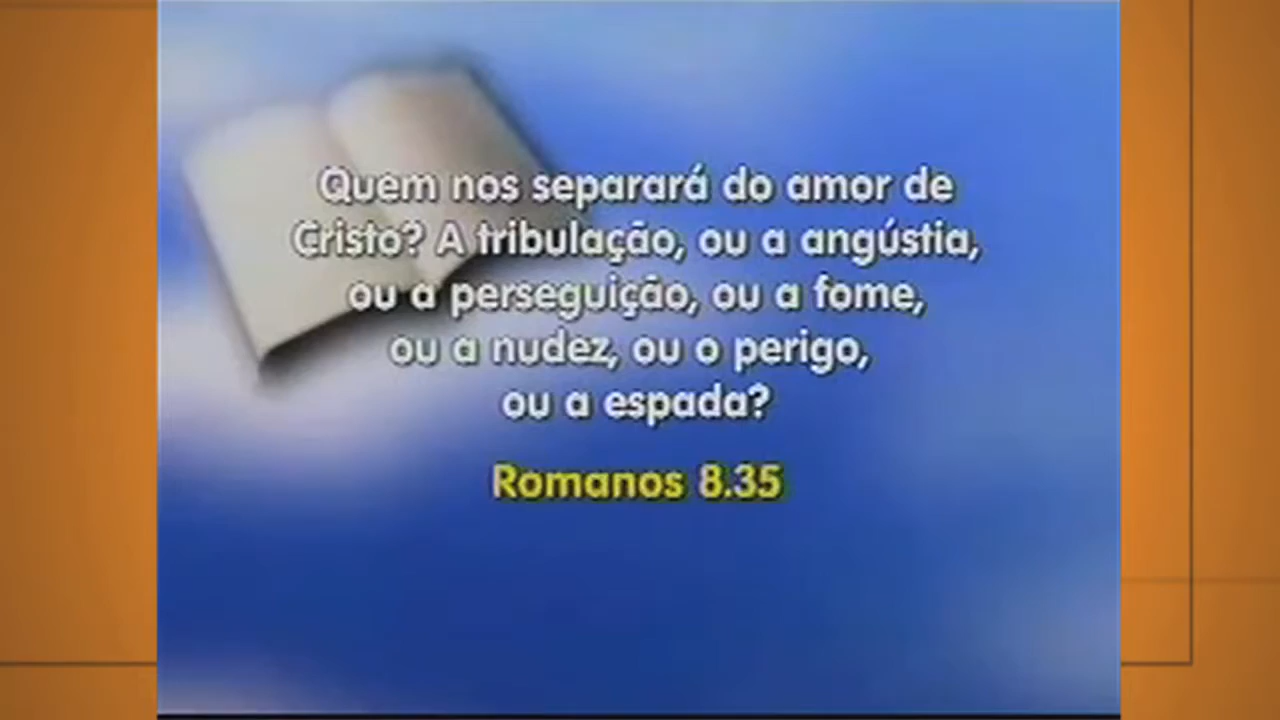 Quem nos separará do amor de
Cristo? A tribulação, ou a angústia,
ou a perseguição, ou a fome,
ou a nudez, ou o perigo,
ou a espada?
Romanos 8.35